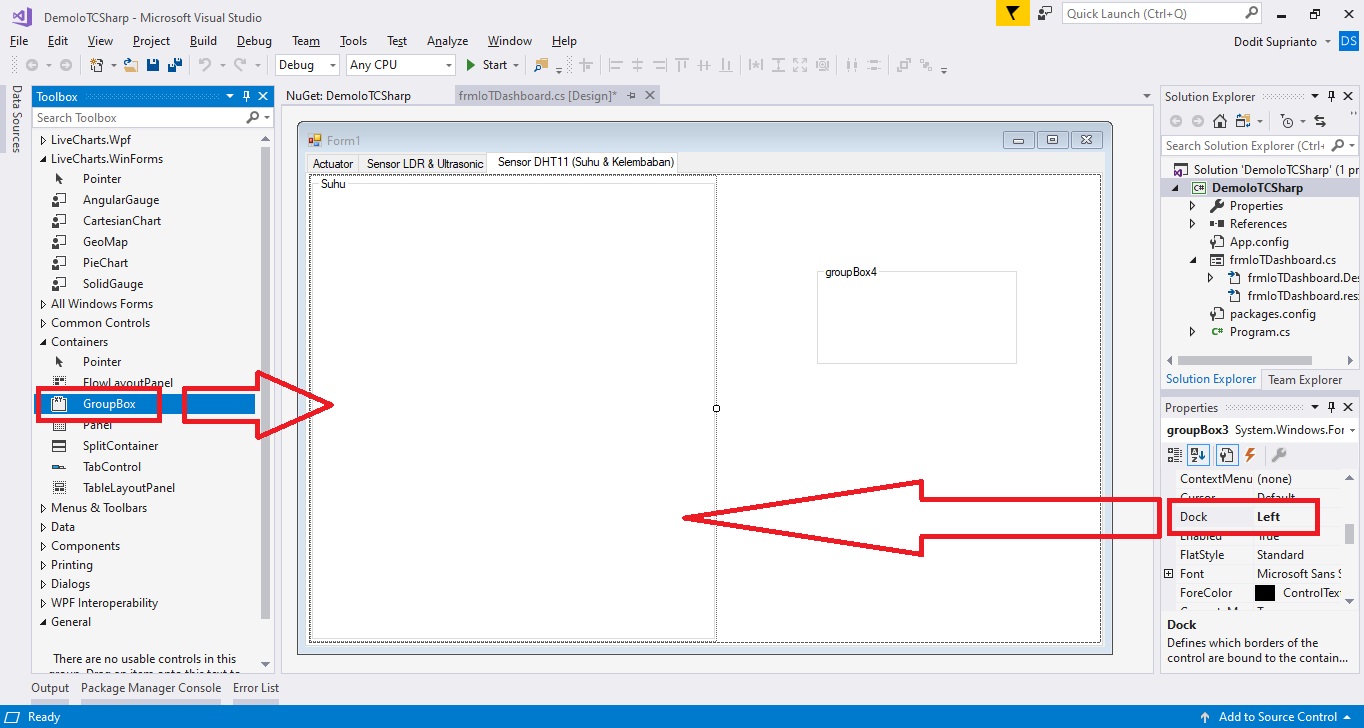 DemoIoTCSharp - Microsoft Visual Studio
Quick Launch (Ctrl+Q)
File Edit View Project Build Debug Team Tools Test Analyze Window Help
Dodit Suprianto DS
Debug Any CPU Start
Data Sources
Toolbox
Search Toolbox
LiveCharts.Wpf
LiveCharts.WinForms
Pointer
AngularGauge
CartesianChart
GeoMap
PieChart
SolidGauge
All Windows Forms
Common Controls
Containers
Pointer
FlowLayoutPanel
GroupBox
Panel
SplitContainer
TabControl
TableLayoutPanel
Menus & Toolbars
Data
Components
Printing
Dialogs
WPF Interoperability
General
There are no usable controls in this
group. Drag an item onto this text to
NuGet: DemoIoTCSharp
frmIoTDashboard.cs [Design]*
Form1
Actuator
Sensor LDR & Ultrasonic
Sensor DHT11 (Suhu & Kelembaban)
Suhu
groupBox4
Solution Explorer
Search Solution Explorer (Ctrl+
Solution 'DemoIoTCSharp' (1 pr
C# DemoIoTCSharp
Properties
References
App.config
frmIoTDashboard.cs
frmIoTDashboard.De
frmIoTDashboard.res
packages.config
C# Program.cs
Solution Explorer Team Explorer
Properties
groupBox3 System.Windows.For
ContextMenu (none)
Cursor Default
Dock Left
Enabled True
FlatStyle Standard
Font Microsoft Sans S
ForeColor ControlTex
Dock
Defines which borders of the
control are bound to the contain...
Output Package Manager Console Error List
Ready
Add to Source Control